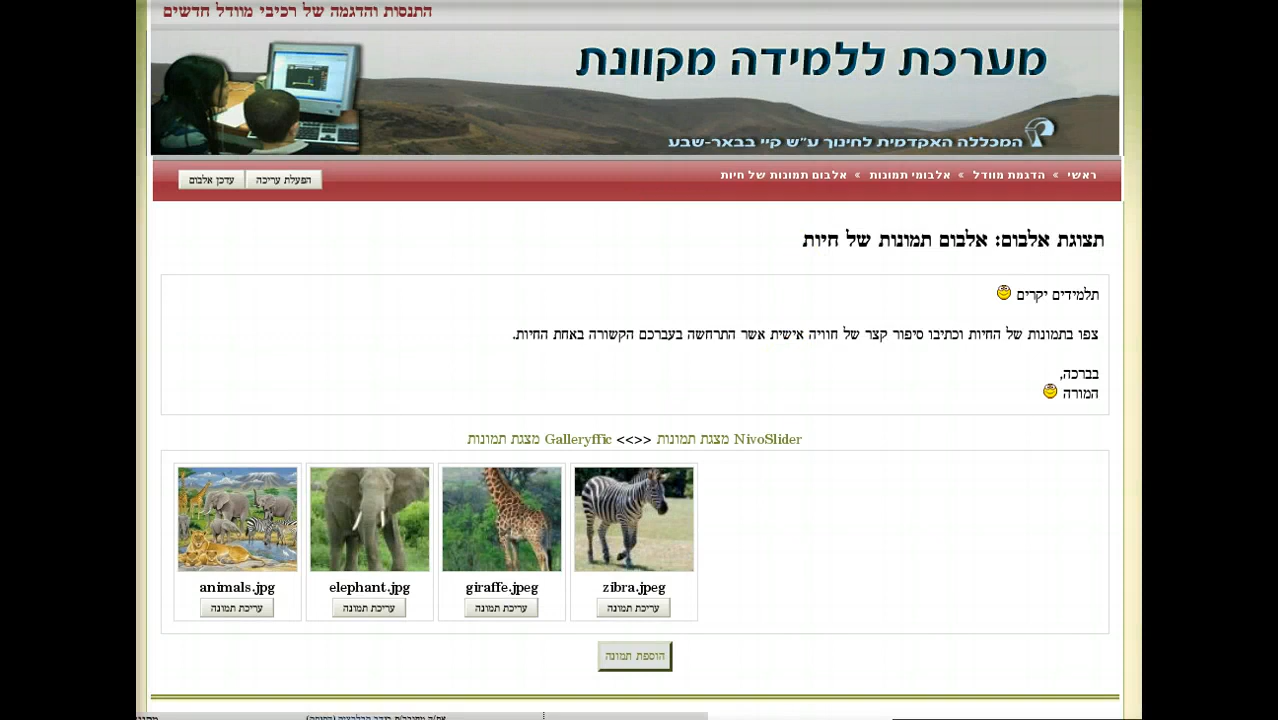 התנסות והדגמה של רכיבי מוודל חדשים
מערכת ללמידה מקוונת
המכללה האקדמית לחינוך ע"ש קיי בבאר-שבע
ראשי » הדגמת מוודל » אלבומי תמונות » אלבום תמונות של חיות
הפעלת עריכה
עדכן אלבום
תצוגת אלבום: אלבום תמונות של חיות
תלמידים יקרים
צפו בתמונות של החיות וכתיבו סיפור קצר של חוויה אישית אשר התרחשה בעברכם הקשורה באחת החיות.
בברכה,
המורה
NivoSlider מצגת תמונות <<>> Galleryffic מצגת תמונות
animals.jpg
עריכת תמונה
elephant.jpg
עריכת תמונה
giraffe.jpeg
עריכת תמונה
zibra.jpeg
עריכת תמונה
הוספת תמונה